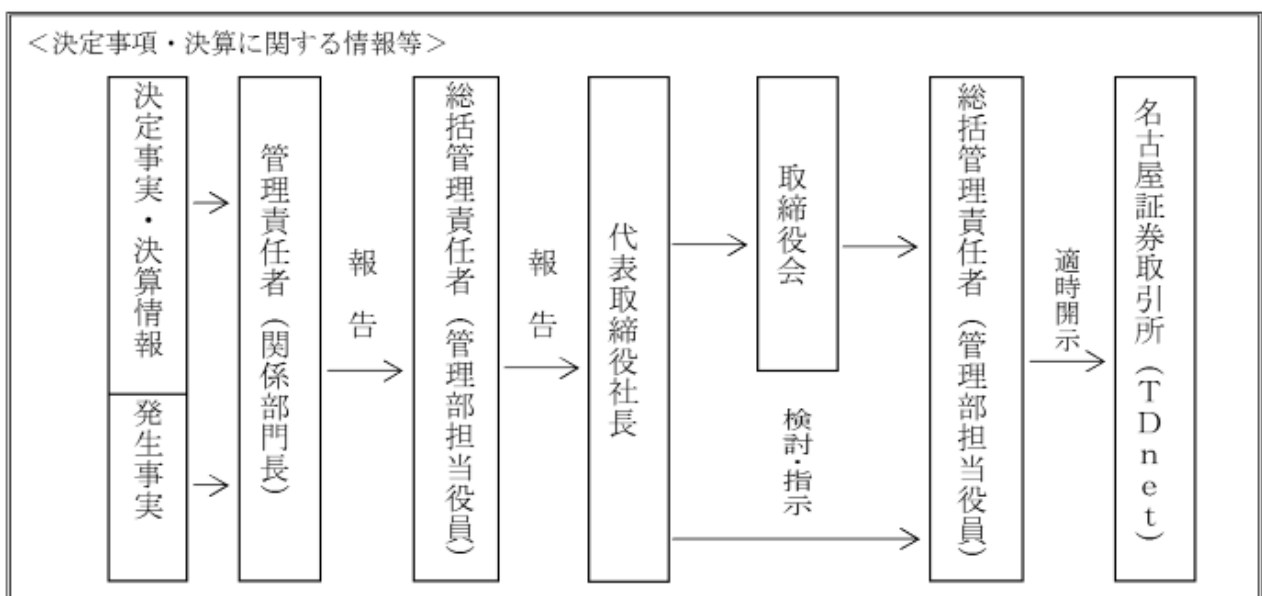 ＜決定事項・決算に関する情報等＞
決定事実・決算情報
発生事実
管理責任者（関係部門長）
報告
総括管理責任者（管理部担当役員）
報告
代表取締役社長
取締役会
検討・指示
総括管理責任者（管理部担当役員）
適時開示
名古屋証券取引所（ＴＤｎｅｔ）